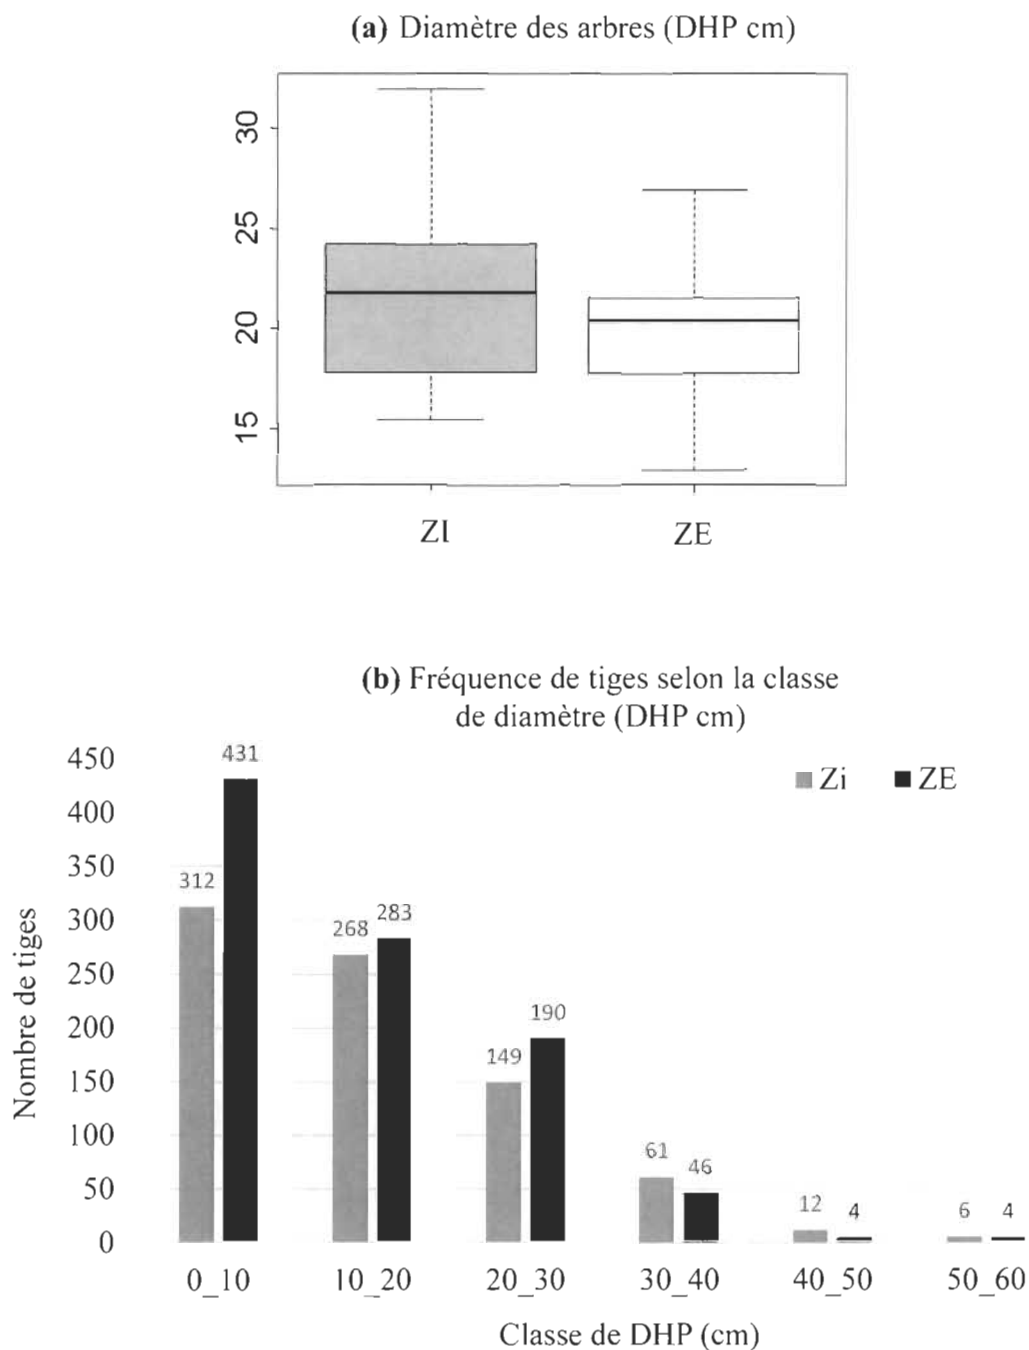 (a) Diamètre des arbres (DHP cm)
30
25
20
15
ZI ZE
(b) Fréquence de tiges selon la classe
de diamètre (DHP cm)
Zi ZE
Nombre de tiges
450
400
350
300
250
200
150
100
50
0
312 431
268 283
149 190
61 46
12 4
6 4
0_10 10_20 20_30 30_40 40_50 50_60
Classe de DHP (cm)